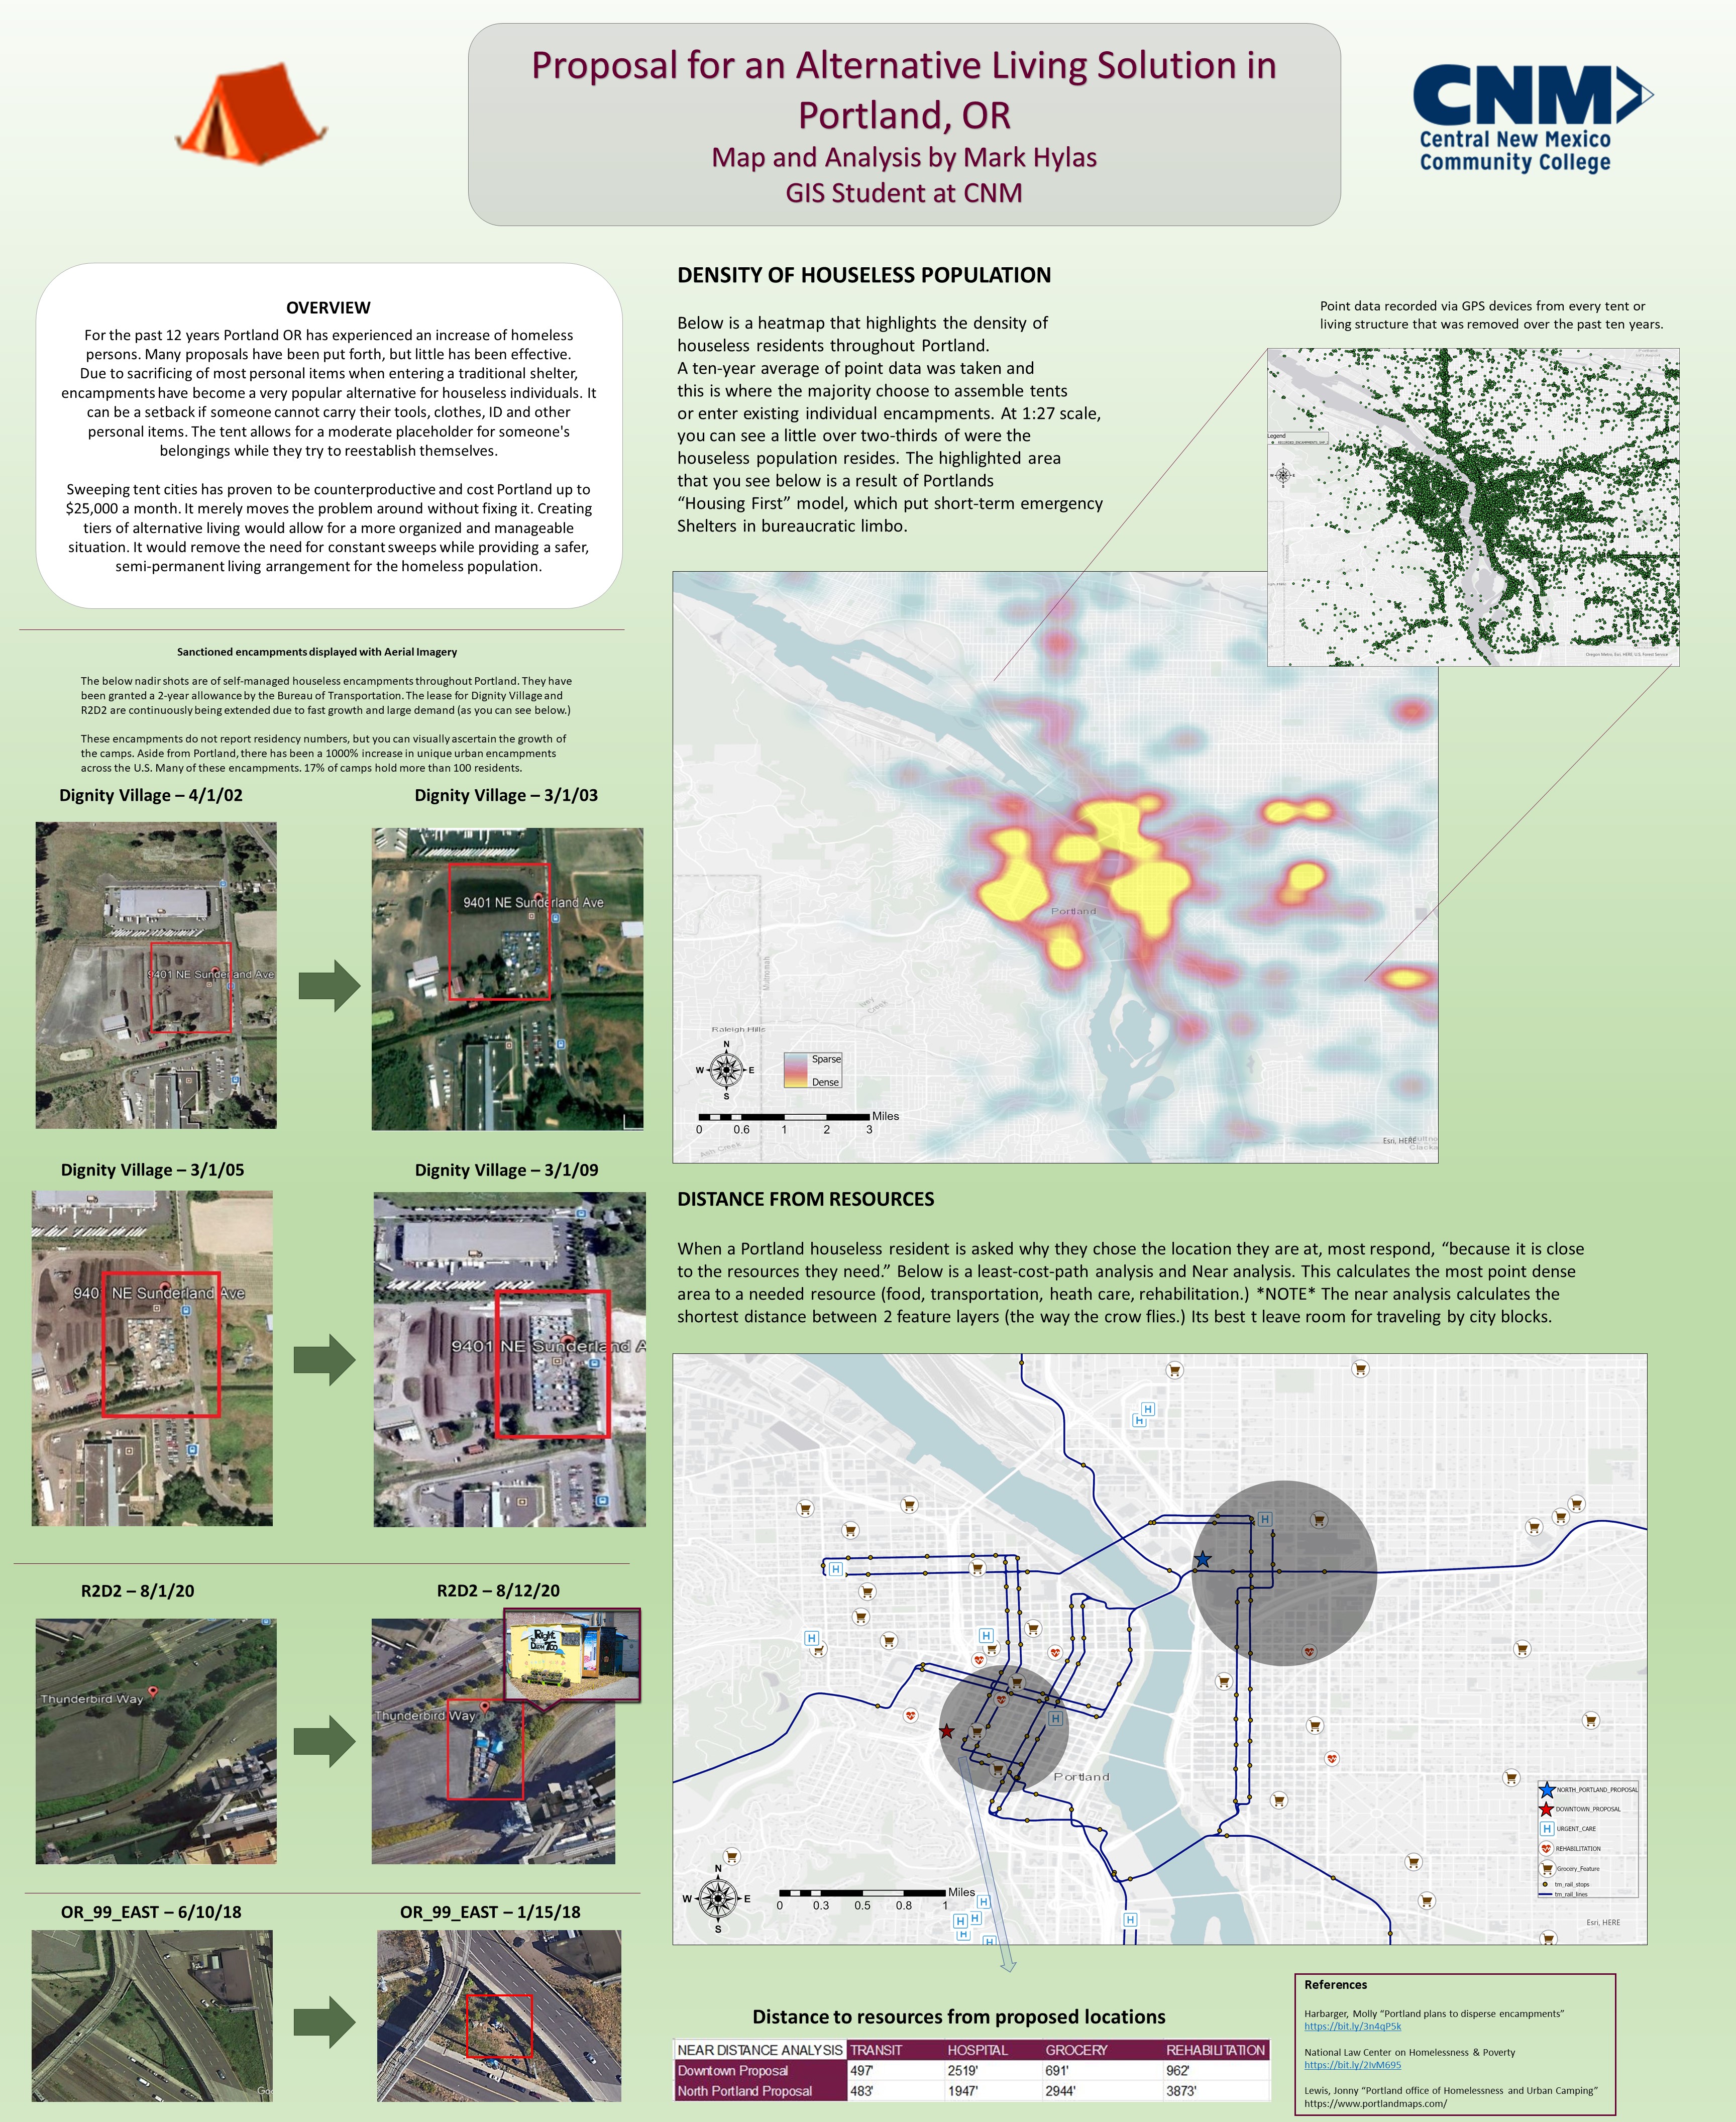 Proposal for an Alternative Living Solution in
Portland, OR
Map and Analysis by Mark Hylas
GIS Student at CNM
CNM
Central New Mexico
Community College
OVERVIEW
For the past 12 years Portland OR has experienced an increase of homeless
persons. Many proposals have been put forth, but little has been effective.
Due to sacrificing of most personal items when entering a traditional shelter,
encampments have become a very popular alternative for houseless individuals. It
can be a setback if someone cannot carry their tools, clothes, ID and other
personal items. The tent allows for a moderate placeholder for someone's
belongings while they try to reestablish themselves.
Sweeping tent cities has proven to be counterproductive and cost Portland up to
$25,000 a month. It merely moves the problem around without fixing it. Creating
tiers of alternative living would allow for a more organized and manageable
situation. It would remove the need for constant sweeps while providing a safer,
semi-permanent living arrangement for the homeless population.
Sanctioned encampments displayed with Aerial Imagery
The below nadir shots are of self-managed houseless encampments throughout Portland. They have
been granted a 2-year allowance by the Bureau of Transportation. The lease for Dignity Village and
R2D2 are continuously being extended due to fast growth and large demand (as you can see below.)
These encampments do not report residency numbers, but you can visually ascertain the growth of
the camps. Aside from Portland, there has been a 1000% increase in unique urban encampments
across the U.S. Many of these encampments. 17% of camps hold more than 100 residents.
Dignity Village – 4/1/02
Dignity Village – 3/1/03
9401 NE Sunderland Ave
9401 NE Sunderland Ave
Dignity Village – 3/1/05
Dignity Village – 3/1/09
940 NE Sunderland Ave
9401 NE Sunderland A
R2D2 – 8/1/20
R2D2 – 8/12/20
Thunderbird Way
Thunderbird Way
Right
2
Dream Too
OR_99_EAST – 6/10/18
OR_99_EAST – 1/15/18
Goo
DENSITY OF HOUSELESS POPULATION
Below is a heatmap that highlights the density of
houseless residents throughout Portland.
A ten-year average of point data was taken and
this is where the majority choose to assemble tents
or enter existing individual encampments. At 1:27 scale,
you can see a little over two-thirds of were the
houseless population resides. The highlighted area
that you see below is a result of Portlands
“Housing First” model, which put short-term emergency
Shelters in bureaucratic limbo.
Point data recorded via GPS devices from every tent or
living structure that was removed over the past ten years.
Legend
N
W E
S
Oregon Metro, Esri, HERE, U.S. Forest Service
Portland
Multnomah
Raleigh Hills
N
W E
S
Sparse
Dense
Miles
0 0.6 1 2 3
Ash Creek
Esri, HERE
DISTANCE FROM RESOURCES
When a Portland houseless resident is asked why they chose the location they are at, most respond, “because it is close
to the resources they need.” Below is a least-cost-path analysis and Near analysis. This calculates the most point dense
area to a needed resource (food, transportation, heath care, rehabilitation.) *NOTE* The near analysis calculates the
shortest distance between 2 feature layers (the way the crow flies.) Its best t leave room for traveling by city blocks.
Portland
NORTH_PORTLAND_PROPOSAL
DOWNTOWN_PROPOSAL
H URGENT_CARE
REHABILITATION
Grocery_Feature
tm_rail_stops
tm_rail_lines
N
W E
S
Miles
0 0.3 0.5 0.8 1
Esri, HERE
Distance to resources from proposed locations
NEAR DISTANCE ANALYSIS TRANSIT HOSPITAL GROCERY REHABILITATION
Downtown Proposal 497' 2519' 691' 962'
North Portland Proposal 483' 1947' 2944' 3873'
References
Harbarger, Molly “Portland plans to disperse encampments”
https://bit.ly/3n4qP5k
National Law Center on Homelessness & Poverty
https://bit.ly/2IvM695
Lewis, Jonny “Portland office of Homelessness and Urban Camping”
https://www.portlandmaps.com/